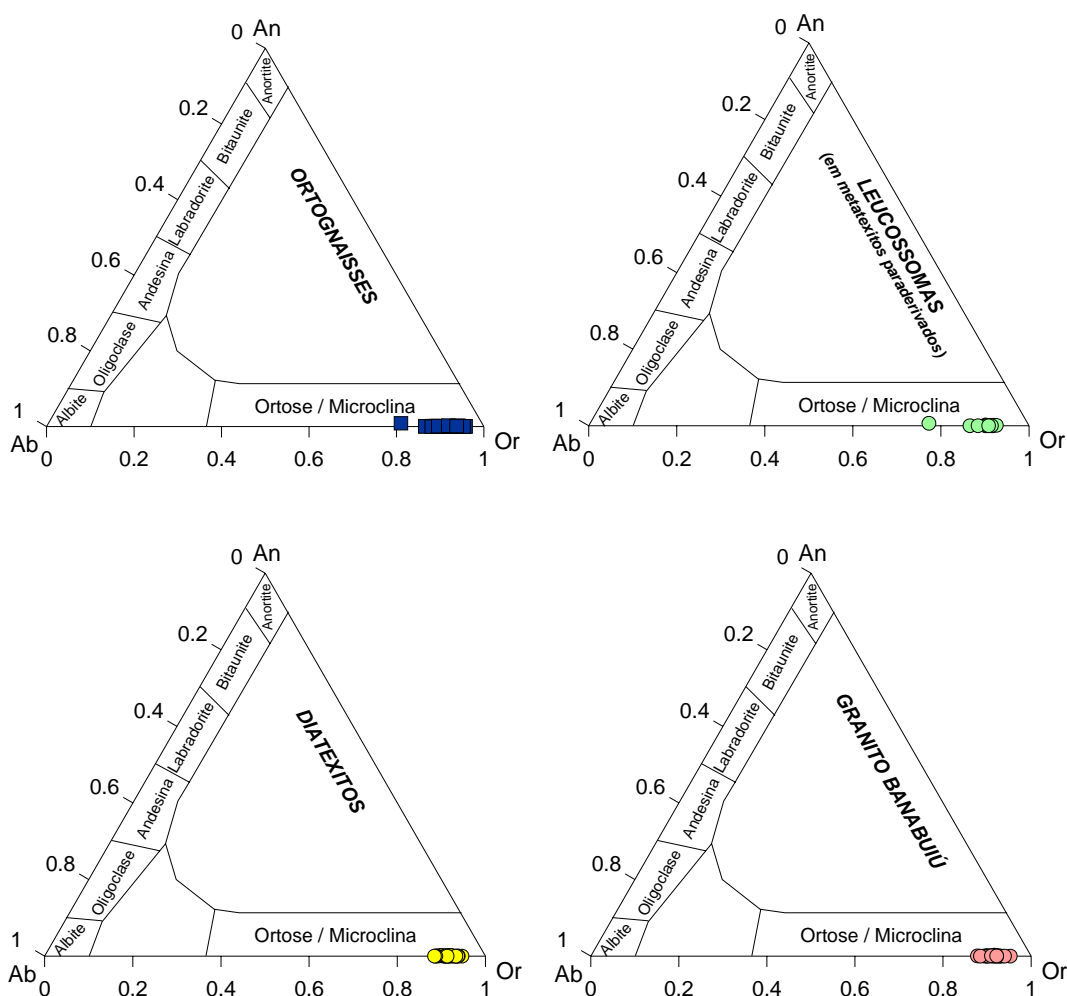 0 An
0.2
0.4
0.6
0.8
1
Ab
Anortite
Bitaunite
Labradorite
Andesina
Oligoclase
Albite
ORTOGNAISSES
Ortose / Microclina
Or
0 0.2 0.4 0.6 0.8 1
0 An
0.2
0.4
0.6
0.8
1
Ab
Anortite
Bitaunite
Labradorite
Andesina
Oligoclase
Albite
LEUCOSSOMAS
(em metatexitos paraderivados)
Ortose / Microclina
Or
0 0.2 0.4 0.6 0.8 1
0 An
0.2
0.4
0.6
0.8
1
Ab
Anortite
Bitaunite
Labradorite
Andesina
Oligoclase
Albite
DIATEXITOS
Ortose / Microclina
Or
0 0.2 0.4 0.6 0.8 1
0 An
0.2
0.4
0.6
0.8
1
Ab
Anortite
Bitaunite
Labradorite
Andesina
Oligoclase
Albite
GRANITO BANABUIÚ
Ortose / Microclina
Or
0 0.2 0.4 0.6 0.8 1